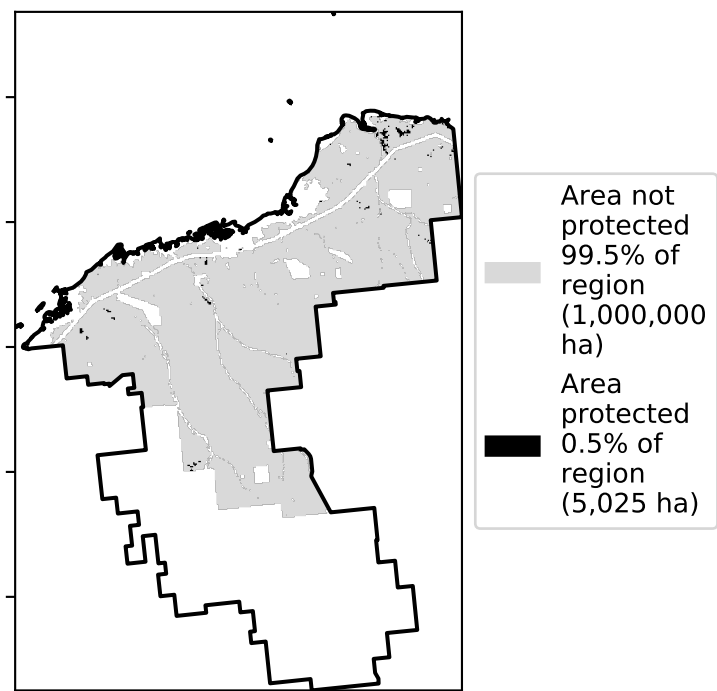 Area not
protected
99.5% of
region
(1,000,000
ha)
Area
protected
0.5% of
region
(5,025 ha)